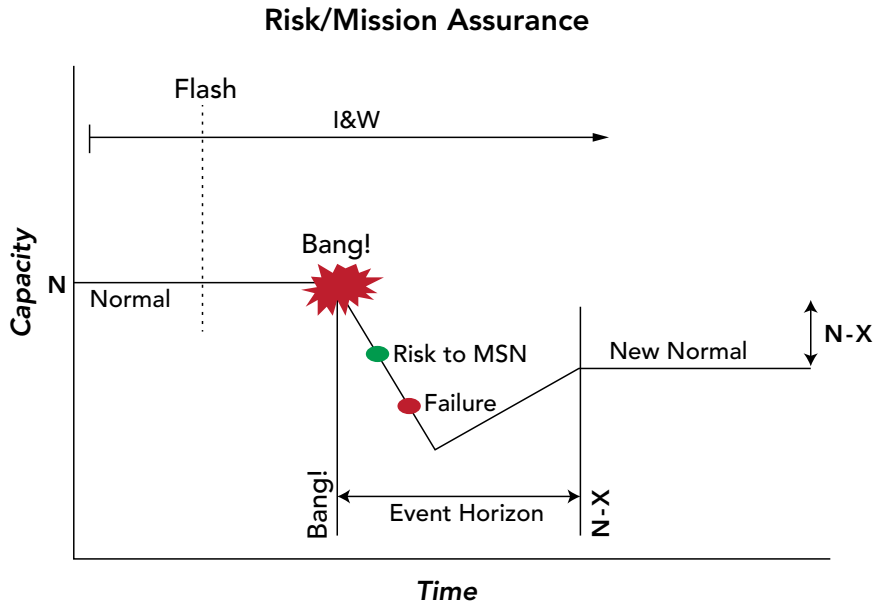 Risk/Mission Assurance
Flash
I&W
Bang!
Capacity
N
Normal
Risk to MSN
Failure
New Normal
N-X
Bang!
Event Horizon
N-X
Time